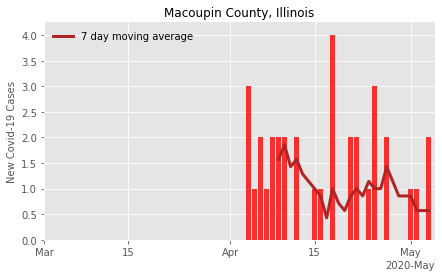 Macoupin County, Illinois
7 day moving average
New Covid-19 Cases
4.0
3.5
3.0
2.5
2.0
1.5
1.0
0.5
0.0
Mar
15
Apr
15
May
2020-May